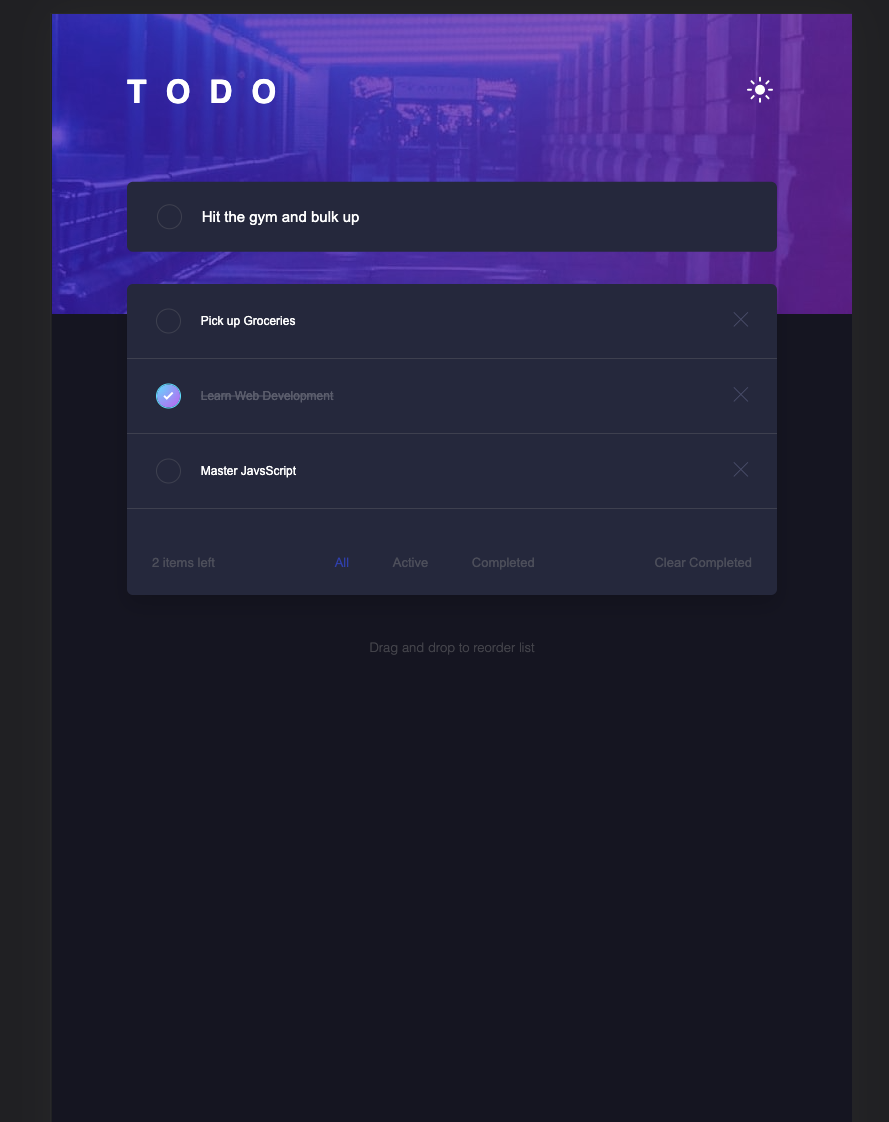 T O D O
Hit the gym and bulk up
Pick up Groceries
Learn Web Development
Master JavsScript
2 items left All Active Completed Clear Completed
Drag and drop to reorder list